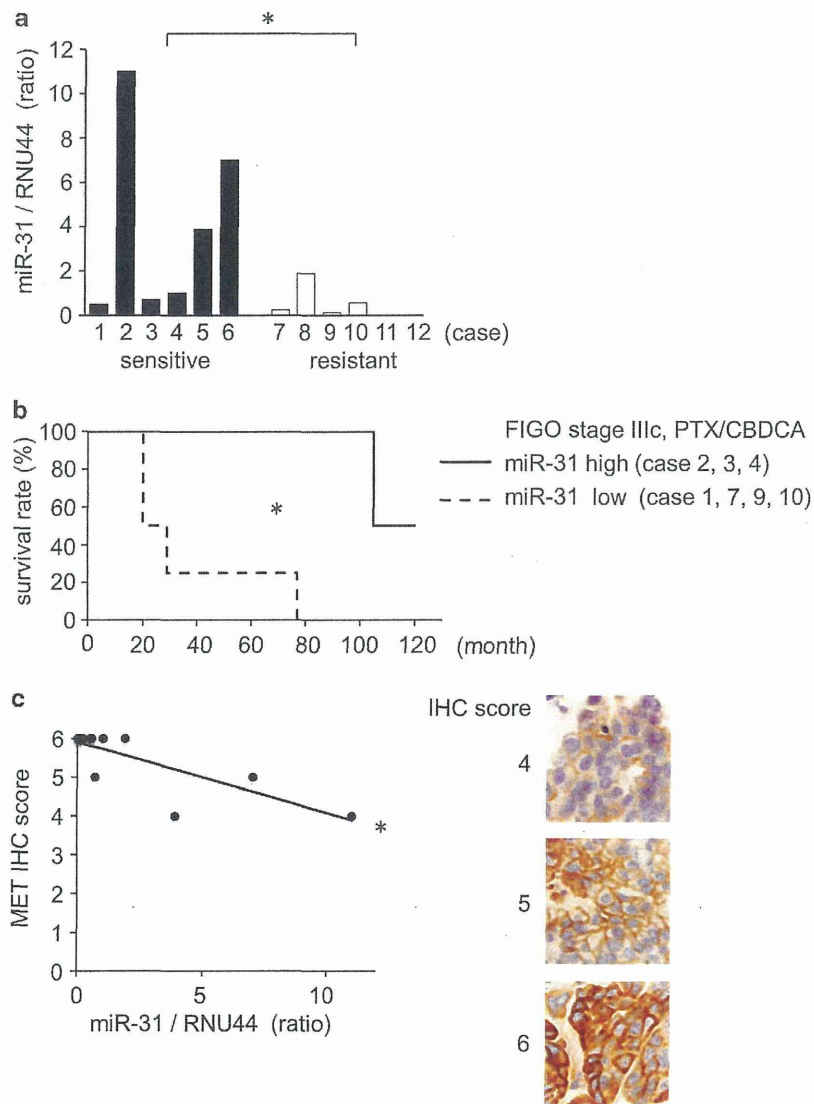 a
*
miR-31 / RNU44 (ratio)
12
10
8
6
4
2
0
1 2 3 4 5 6 7 8 9 10 11 12 (case)
sensitive resistant
b
survival rate (%)
100
80
60
40
20
0
*
0 20 40 60 80 100 120 (month)
FIGO stage IIIc, PTX/CBDCA
miR-31 high (case 2, 3, 4)
miR-31 low (case 1, 7, 9, 10)
c
MET IHC score
6
5
4
3
2
1
0
*
0 5 10
miR-31 / RNU44 (ratio)
IHC score
4
5
6